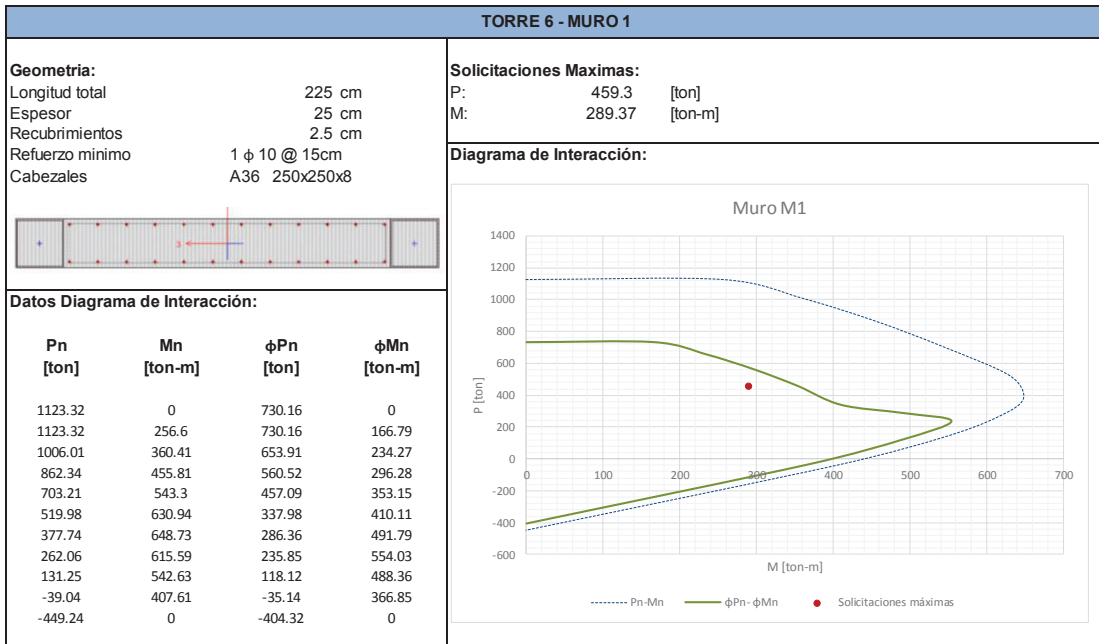 TORRE 6 - MURO 1
Geometria:
Longitud total 225 cm
Espesor 25 cm
Recubrimientos 2.5 cm
Refuerzo minimo 1 ϕ 10 @ 15cm
Cabezales A36 250x250x8
3
Solicitaciones Maximas:
P: 459.3 [ton]
M: 289.37 [ton-m]
Datos Diagrama de Interacción:
Pn Mn ϕPn ϕMn
[ton] [ton-m] [ton] [ton-m]
1123.32 0 730.16 0
1123.32 256.6 730.16 166.79
1006.01 360.41 653.91 234.27
862.34 455.81 560.52 296.28
703.21 543.3 457.09 353.15
519.98 630.94 337.98 410.11
377.74 648.73 286.36 491.79
262.06 615.59 235.85 554.03
131.25 542.63 118.12 488.36
-39.04 407.61 -35.14 366.85
-449.24 0 -404.32 0
Diagrama de Interacción:
Muro M1
1400
1200
1000
800
600
400
200
0
-200
-400
-600
P [ton]
0 100 200 300 400 500 600 700
M [ton-m]
Pn-Mn ϕPn- ϕMn Solicitaciones máximas